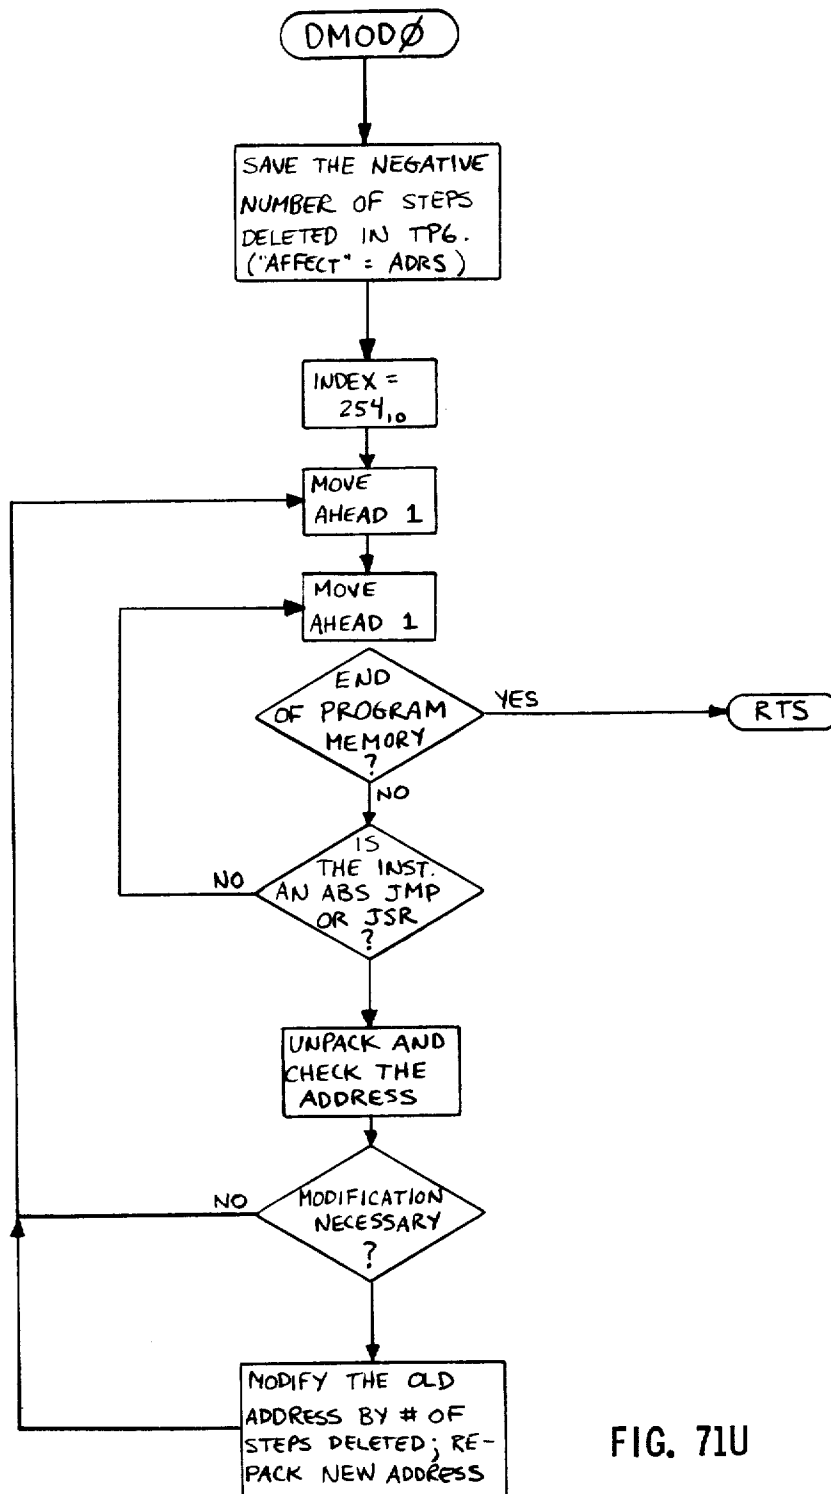 DMODØ
SAVE THE NEGATIVE
NUMBER OF STEPS
DELETED IN TP6.
("AFFECT" = ADRS)
INDEX =
254₁₀
MOVE
AHEAD 1
MOVE
AHEAD 1
END
OF PROGRAM
MEMORY
?
YES
RTS
NO
IS
THE INST.
AN ABS JMP
OR JSR
?
NO
UNPACK AND
CHECK THE
ADDRESS
MODIFICATION
NECESSARY
?
NO
MODIFY THE OLD
ADDRESS BY # OF
STEPS DELETED; RE-
PACK NEW ADDRESS
FIG. 71U